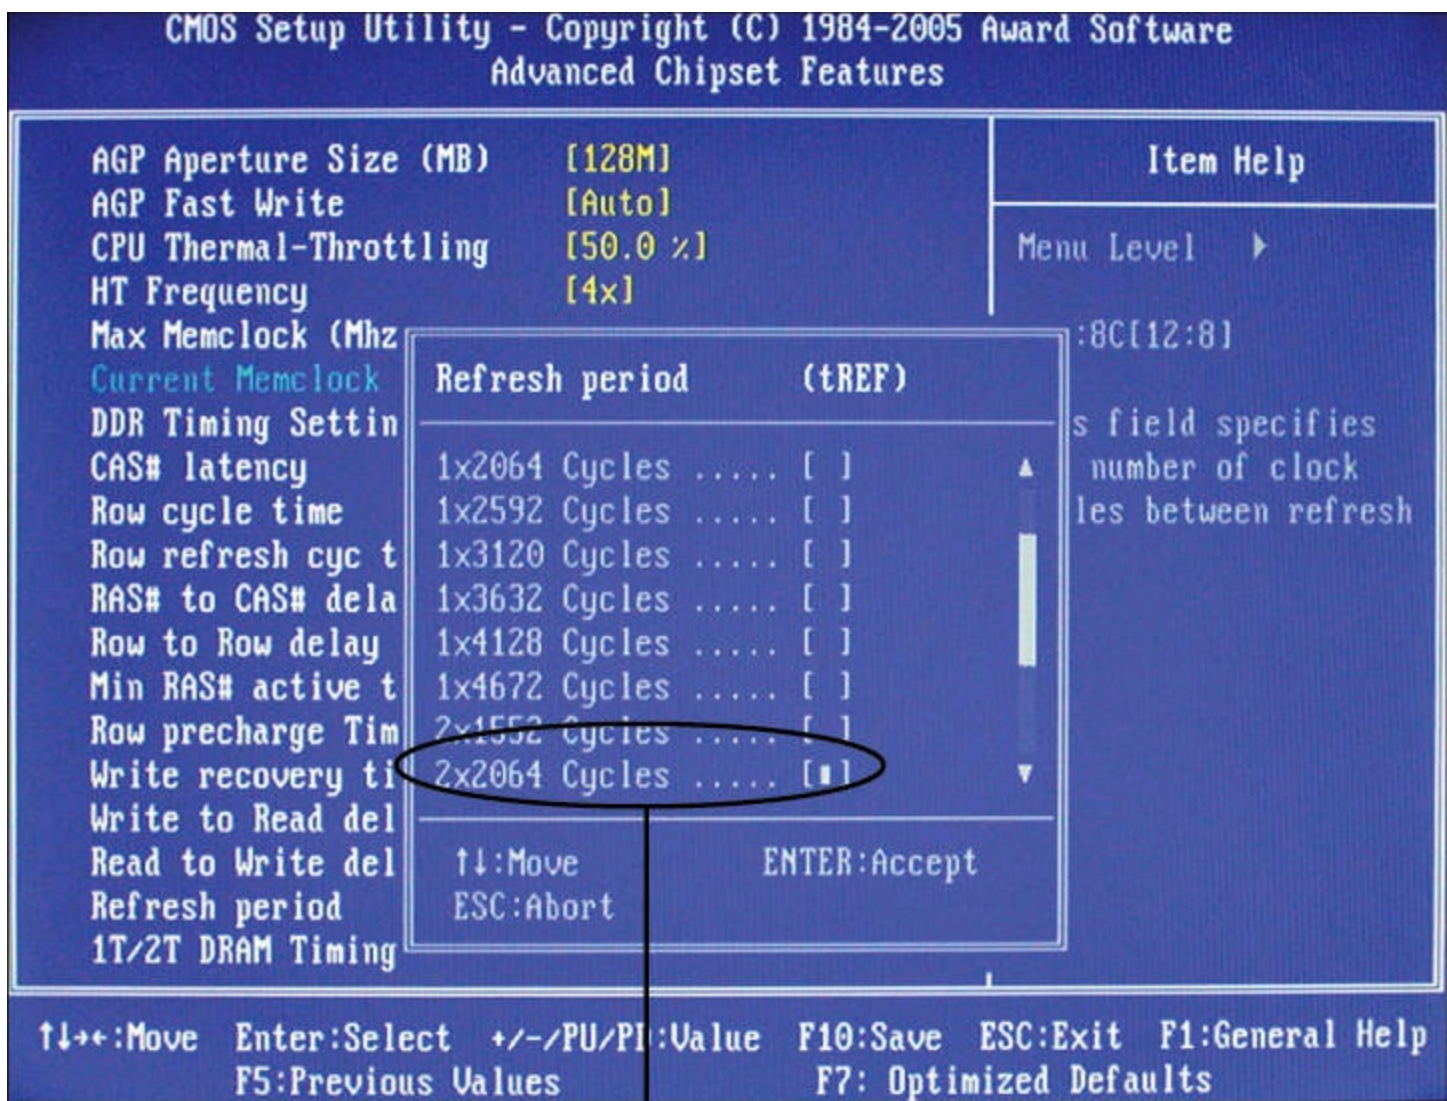 CMOS Setup Utility - Copyright (C) 1984-2005 Award Software
Advanced Chipset Features
AGP Aperture Size (MB) [128M]
AGP Fast Write [Auto]
CPU Thermal-Throttling [50.0 %]
HT Frequency [4x]
Max Memclock (Mhz
Current Memclock
DDR Timing Settin
CAS# latency
Row cycle time
Row refresh cyc t
RAS# to CAS# dela
Row to Row delay
Min RAS# active t
Row precharge Tim
Write recovery ti
Write to Read del
Read to Write del
Refresh period
1T/2T DRAM Timing
Refresh period (tREF)
1x2064 Cycles ..... [ ]
1x2592 Cycles ..... [ ]
1x3120 Cycles ..... [ ]
1x3632 Cycles ..... [ ]
1x4128 Cycles ..... [ ]
1x4672 Cycles ..... [ ]
2x1552 Cycles ..... [ ]
2x2064 Cycles ..... [▪]
↑↓:Move ENTER:Accept
ESC:Abort
Item Help
Menu Level ▸
:8C[12:8]
s field specifies
number of clock
les between refresh
↑↓→←:Move Enter:Select +/-/PU/PD:Value F10:Save ESC:Exit F1:General Help
F5:Previous Values F7: Optimized Defaults